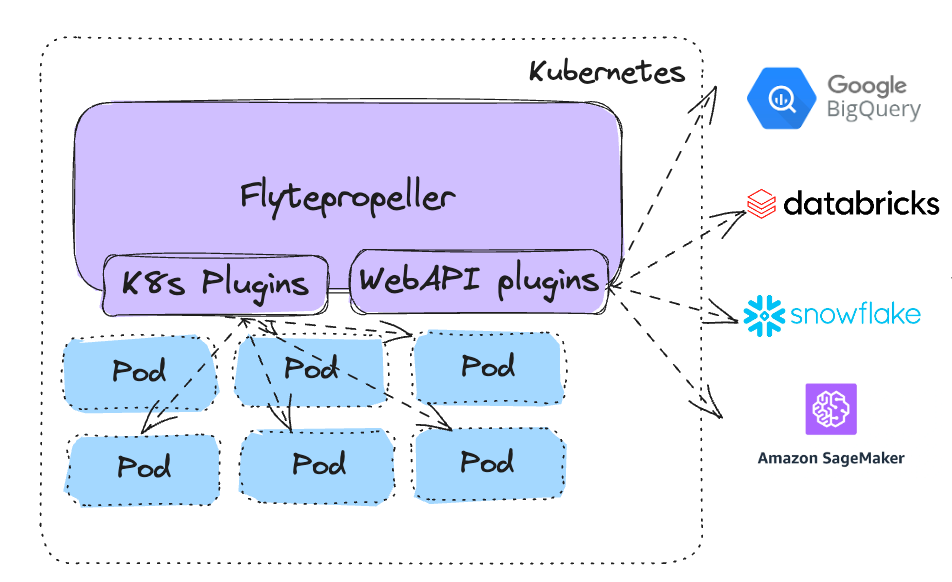 Kubernetes
Google
BigQuery
Flytepropeller
databricks
K8s Plugins
WebAPI plugins
snowflake
Pod
Pod
Pod
Pod
Pod
Pod
Amazon SageMaker